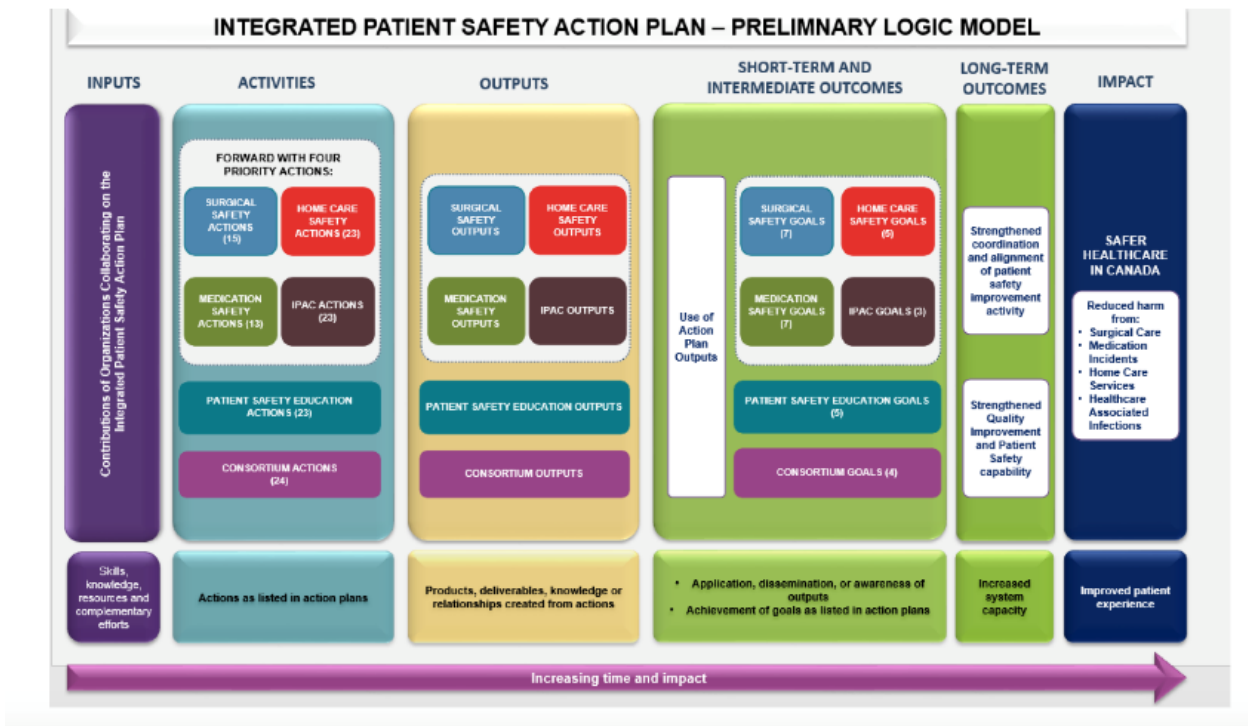 INTEGRATED PATIENT SAFETY ACTION PLAN – PRELIMNARY LOGIC MODEL
INPUTS
ACTIVITIES
OUTPUTS
SHORT-TERM AND
INTERMEDIATE OUTCOMES
LONG-TERM
OUTCOMES
IMPACT
Contributions of Organizations Collaborating on the
Integrated Patient Safety Action Plan
FORWARD WITH FOUR
PRIORITY ACTIONS:
SURGICAL
SAFETY
ACTIONS
(15)
HOME CARE
SAFETY
ACTIONS (23)
MEDICATION
SAFETY
ACTIONS (13)
IPAC ACTIONS
(23)
PATIENT SAFETY EDUCATION
ACTIONS (23)
CONSORTIUM ACTIONS
(24)
SURGICAL
SAFETY
OUTPUTS
HOME CARE
SAFETY
OUTPUTS
MEDICATION
SAFETY
OUTPUTS
IPAC OUTPUTS
PATIENT SAFETY EDUCATION OUTPUTS
CONSORTIUM OUTPUTS
Use of
Action
Plan
Outputs
SURGICAL
SAFETY GOALS
(7)
HOME CARE
SAFETY GOALS
(5)
MEDICATION
SAFETY GOALS
(7)
IPAC GOALS (3)
PATIENT SAFETY EDUCATION GOALS
(5)
CONSORTIUM GOALS (4)
Strengthened
coordination
and alignment
of patient
safety
improvement
activity
Strengthened
Quality
Improvement
and Patient
Safety
capability
SAFER
HEALTHCARE
IN CANADA
Reduced harm
from:
• Surgical Care
• Medication
Incidents
• Home Care
Services
• Healthcare
Associated
Infections
Skills,
knowledge,
resources and
complementary
efforts
Actions as listed in action plans
Products, deliverables, knowledge or
relationships created from actions
• Application, dissemination, or awareness of
outputs
• Achievement of goals as listed in action plans
Increased
system
capacity
Improved patient
experience
Increasing time and impact